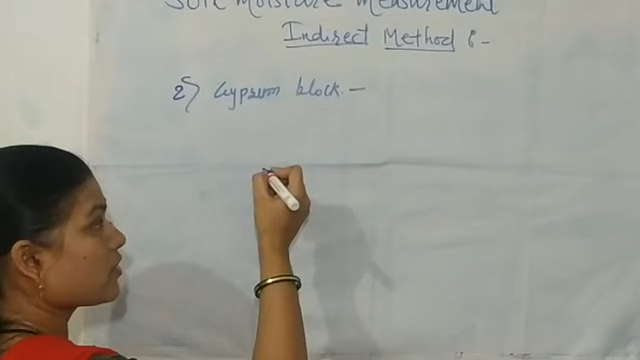 Soil Moisture Measurement
Indirect Method :-
2) Gypsum block.-